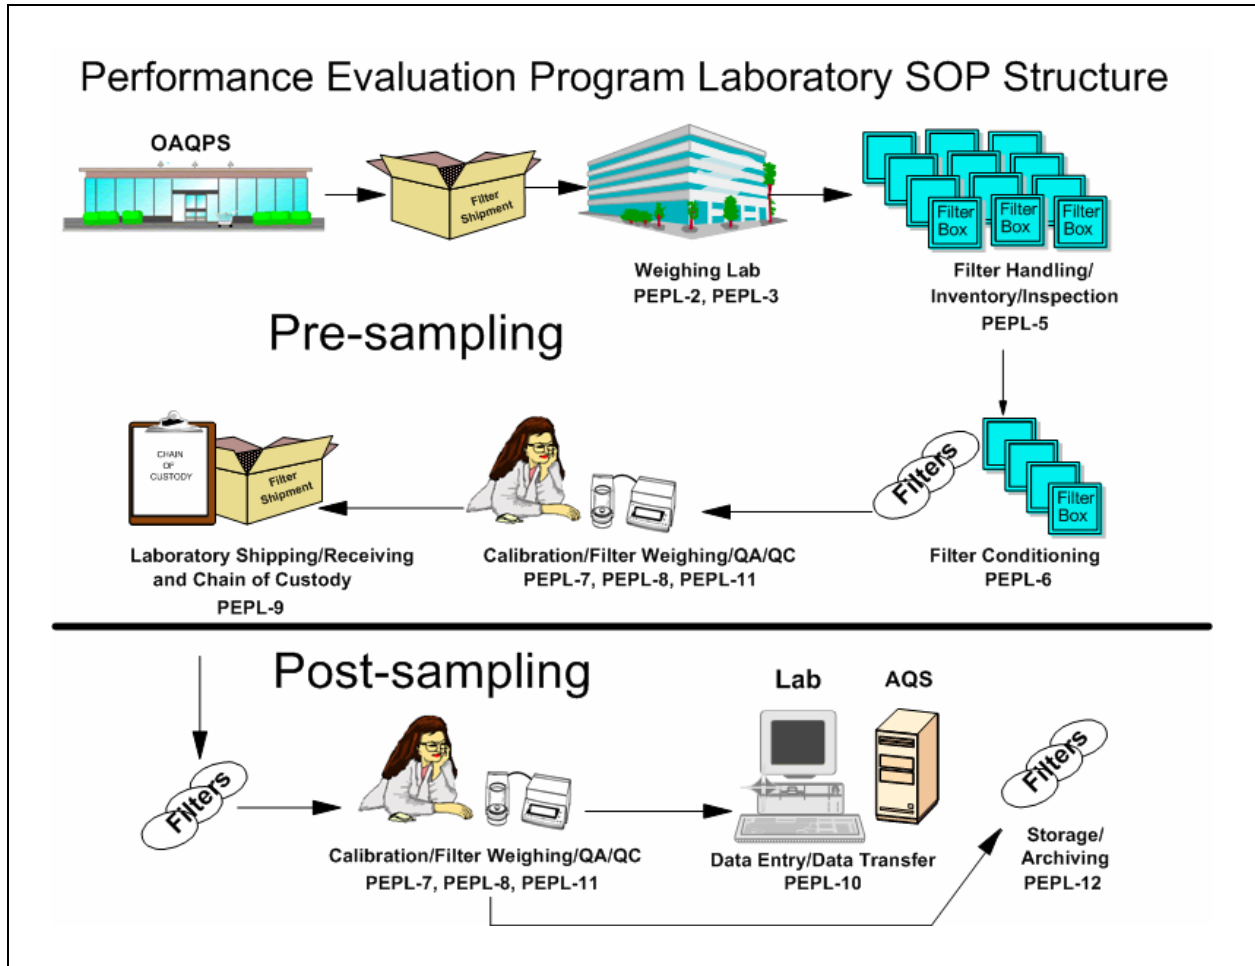 Performance Evaluation Program Laboratory SOP Structure
OAQPS
Filter
Shipment
Weighing Lab
PEPL-2, PEPL-3
Filter
Box
Filter
Box
Filter
Box
Filter Handling/
Inventory/Inspection
PEPL-5
Pre-sampling
CHAIN
OF
CUSTODY
Filter
Shipment
Laboratory Shipping/Receiving
and Chain of Custody
PEPL-9
Calibration/Filter Weighing/QA/QC
PEPL-7, PEPL-8, PEPL-11
Filters
Filter
Box
Filter Conditioning
PEPL-6
Post-sampling
Filters
Calibration/Filter Weighing/QA/QC
PEPL-7, PEPL-8, PEPL-11
Lab
AQS
Data Entry/Data Transfer
PEPL-10
Filters
Storage/
Archiving
PEPL-12